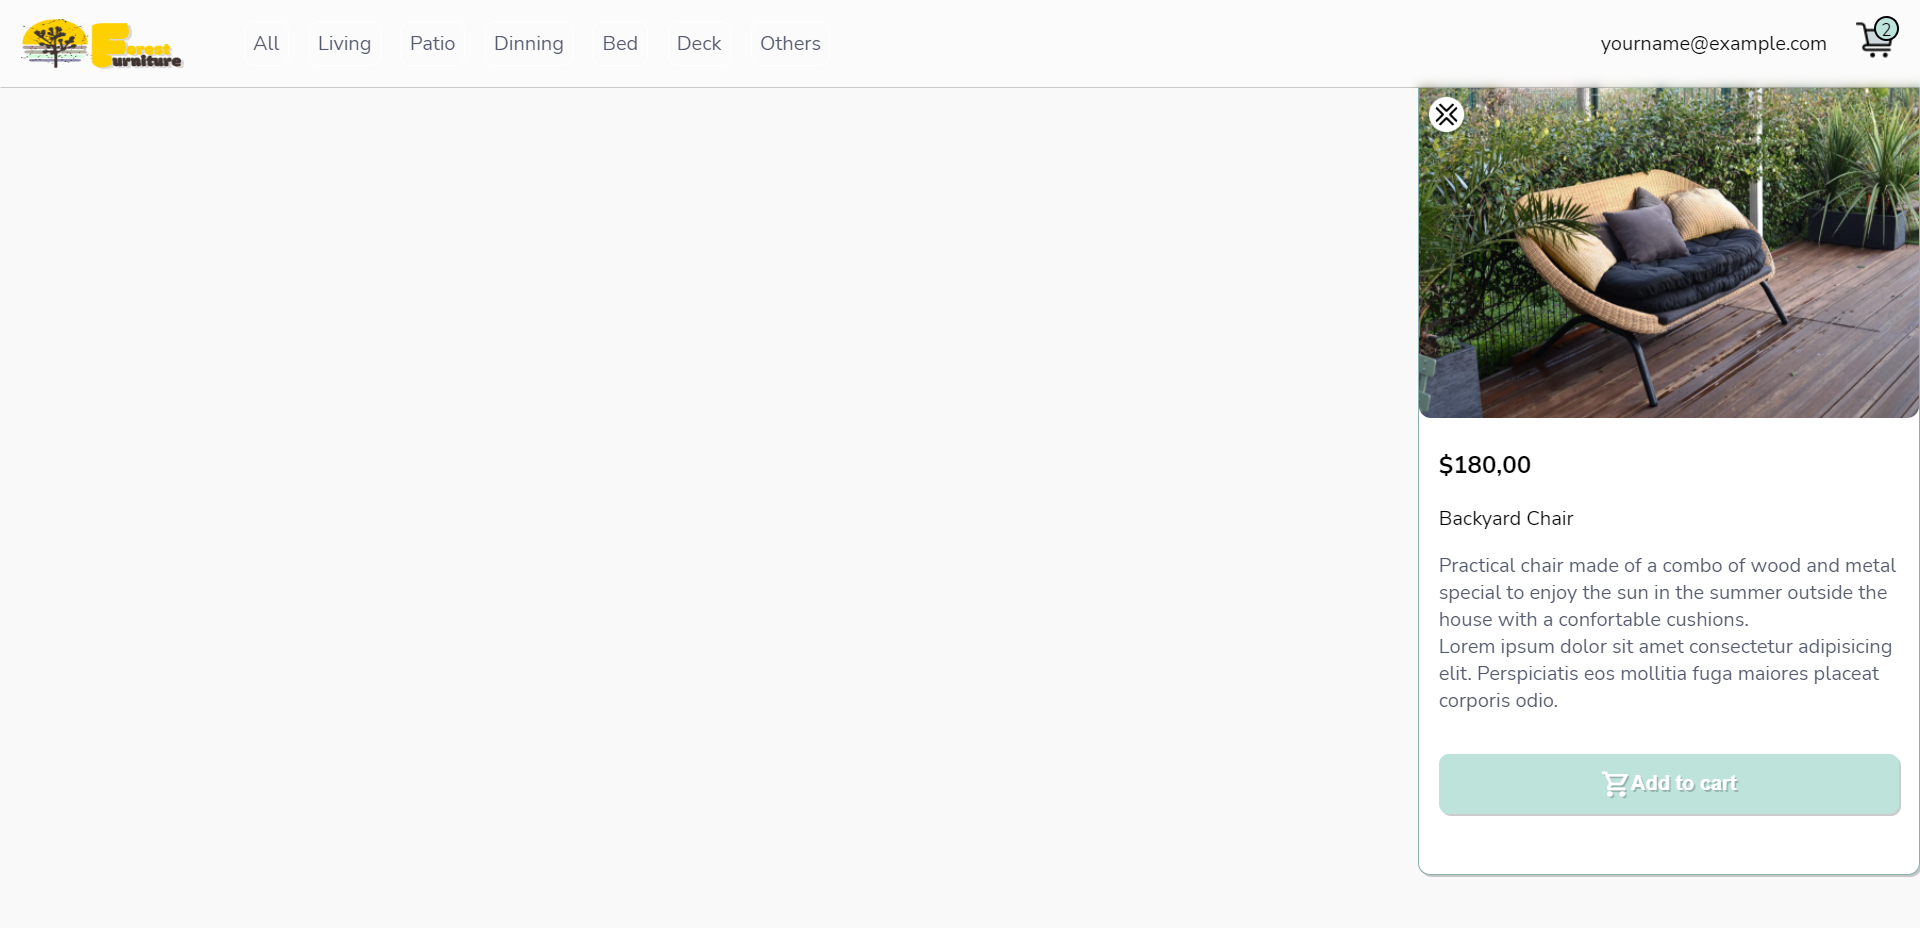 Forest
Furniture
All
Living
Patio
Dinning
Bed
Deck
Others
yourname@example.com
2
$180,00
Backyard Chair
Practical chair made of a combo of wood and metal
special to enjoy the sun in the summer outside the
house with a confortable cushions.
Lorem ipsum dolor sit amet consectetur adipisicing
elit. Perspiciatis eos mollitia fuga maiores placeat
corporis odio.
Add to cart